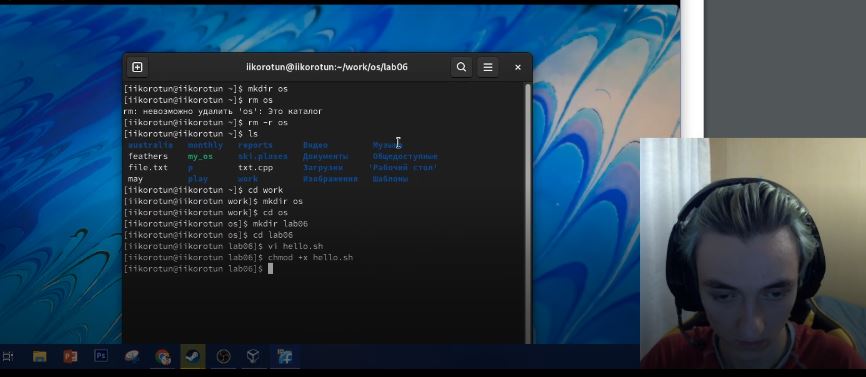 iikorotun@iikorotun:~/work/os/lab06
[iikorotun@iikorotun ~]$ mkdir os
[iikorotun@iikorotun ~]$ rm os
rm: невозможно удалить 'os': Это каталог
[iikorotun@iikorotun ~]$ rm -r os
[iikorotun@iikorotun ~]$ ls
australia monthly reports Видео Музыка
feathers my_os ski.plases Документы Общедоступные
file.txt p txt.cpp Загрузки 'Рабочий стол'
may play work Изображения Шаблоны
[iikorotun@iikorotun ~]$ cd work
[iikorotun@iikorotun work]$ mkdir os
[iikorotun@iikorotun work]$ cd os
[iikorotun@iikorotun os]$ mkdir lab06
[iikorotun@iikorotun os]$ cd lab06
[iikorotun@iikorotun lab06]$ vi hello.sh
[iikorotun@iikorotun lab06]$ chmod +x hello.sh
[iikorotun@iikorotun lab06]$
Ps